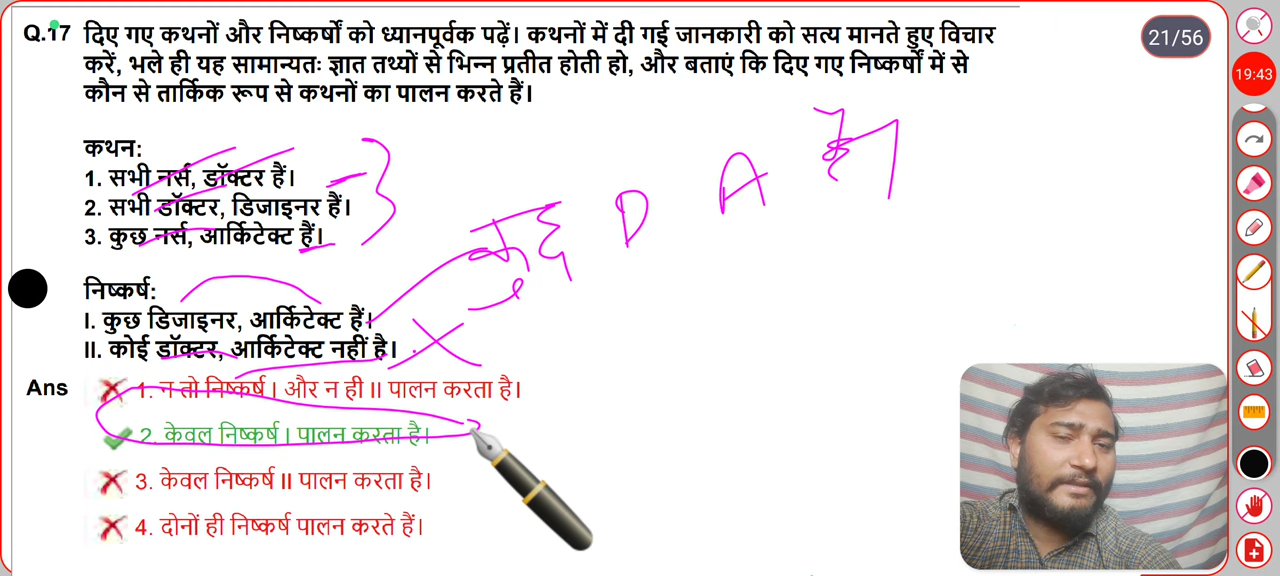 Q.17 दिए गए कथनों और निष्कर्षों को ध्यानपूर्वक पढ़ें। कथनों में दी गई जानकारी को सत्य मानते हुए विचार
करें, भले ही यह सामान्यतः ज्ञात तथ्यों से भिन्न प्रतीत होती हो, और बताएं कि दिए गए निष्कर्षों में से
कौन से तार्किक रूप से कथनों का पालन करते हैं।
21/56
19:43
कथन:
1. सभी नर्स, डॉक्टर हैं।
2. सभी डॉक्टर, डिजाइनर हैं।
3. कुछ नर्स, आर्किटेक्ट हैं।
D A
निष्कर्ष:
I. कुछ डिजाइनर, आर्किटेक्ट हैं।
II. कोई डॉक्टर, आर्किटेक्ट नहीं है।
Ans 1. न तो निष्कर्ष I और न ही II पालन करता है।
2. केवल निष्कर्ष I पालन करता है।
3. केवल निष्कर्ष II पालन करता है।
4. दोनों ही निष्कर्ष पालन करते हैं।